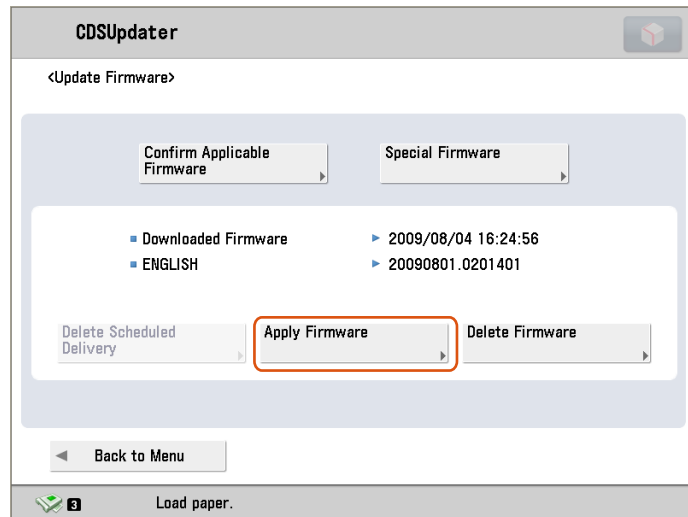 CDSUpdater
<Update Firmware>
Confirm Applicable
Firmware
Special Firmware
Downloaded Firmware
2009/08/04 16:24:56
ENGLISH
20090801.0201401
Delete Scheduled
Delivery
Apply Firmware
Delete Firmware
Back to Menu
3
Load paper.